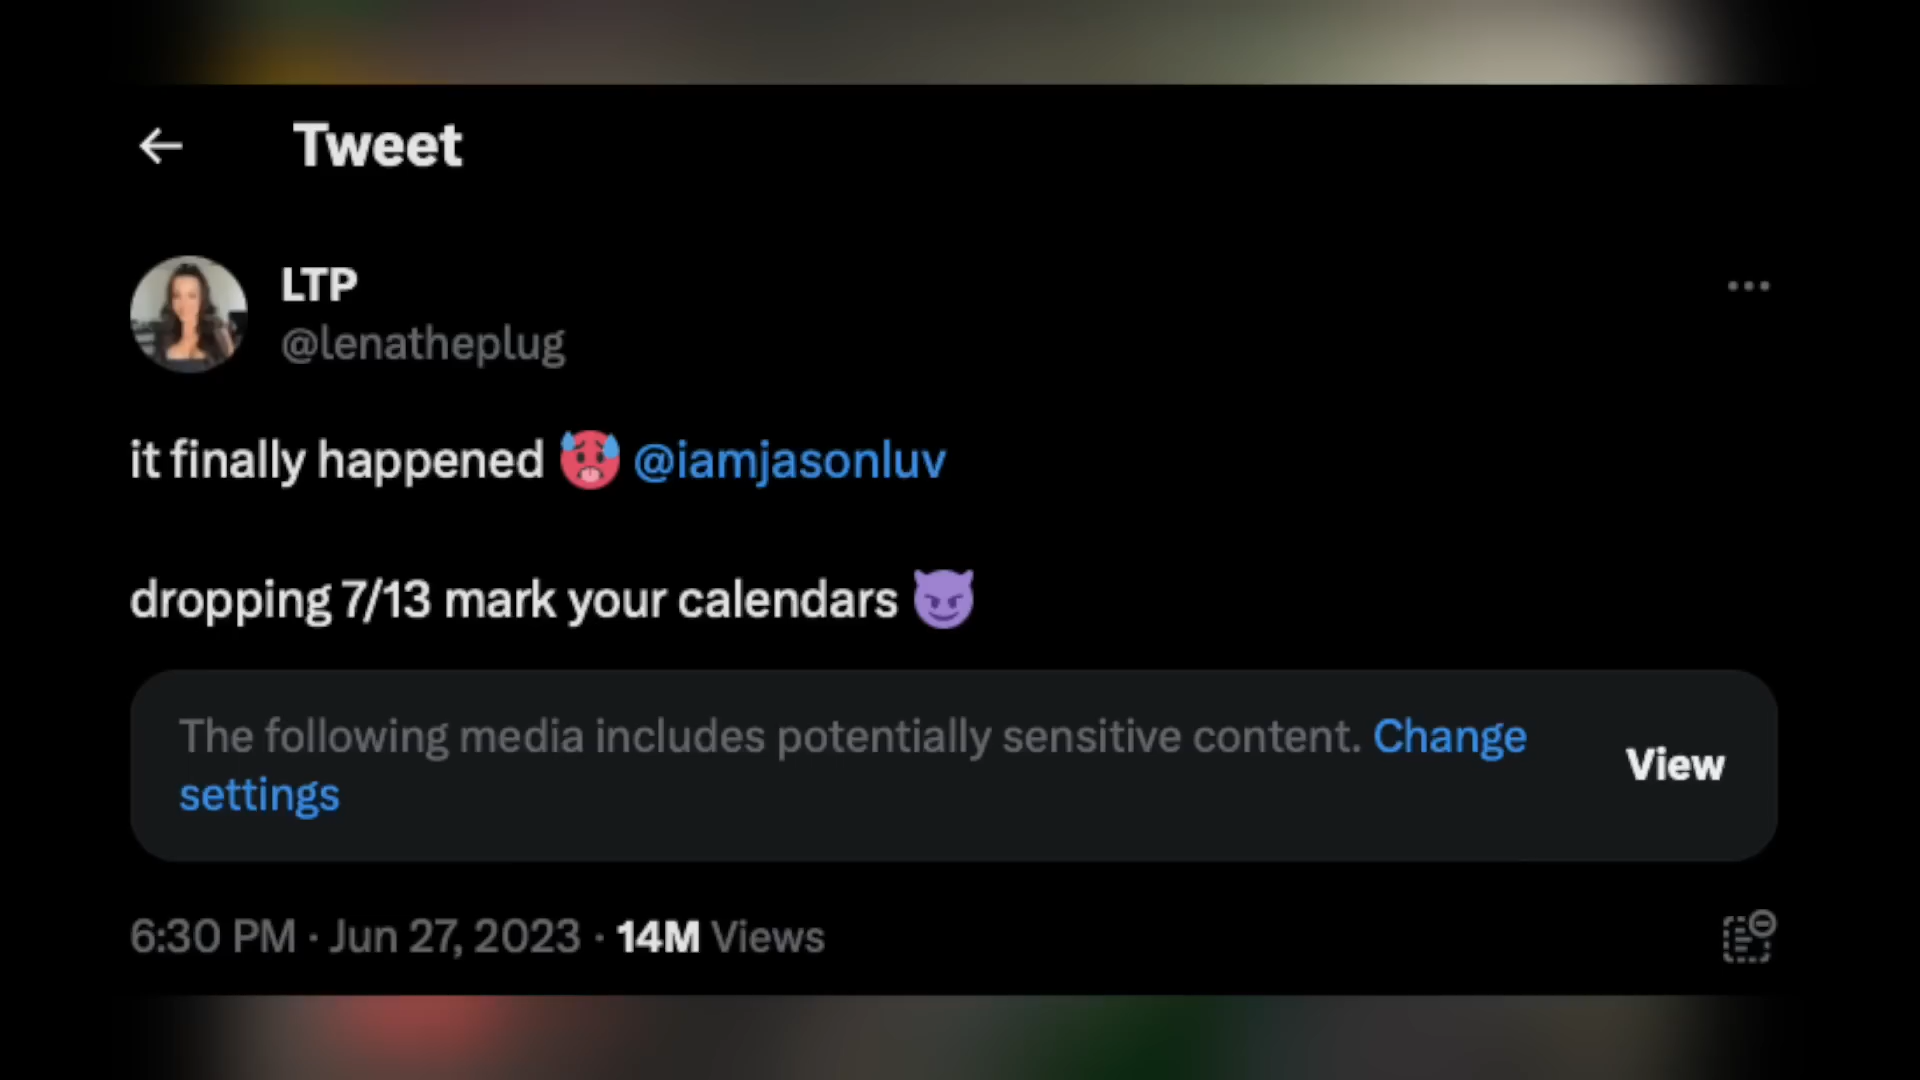 Tweet
LTP
@lenatheplug
it finally happened 🥵 @iamjasonluv
dropping 7/13 mark your calendars 😈
The following media includes potentially sensitive content. Change
settings
View
6:30 PM · Jun 27, 2023 · 14M Views